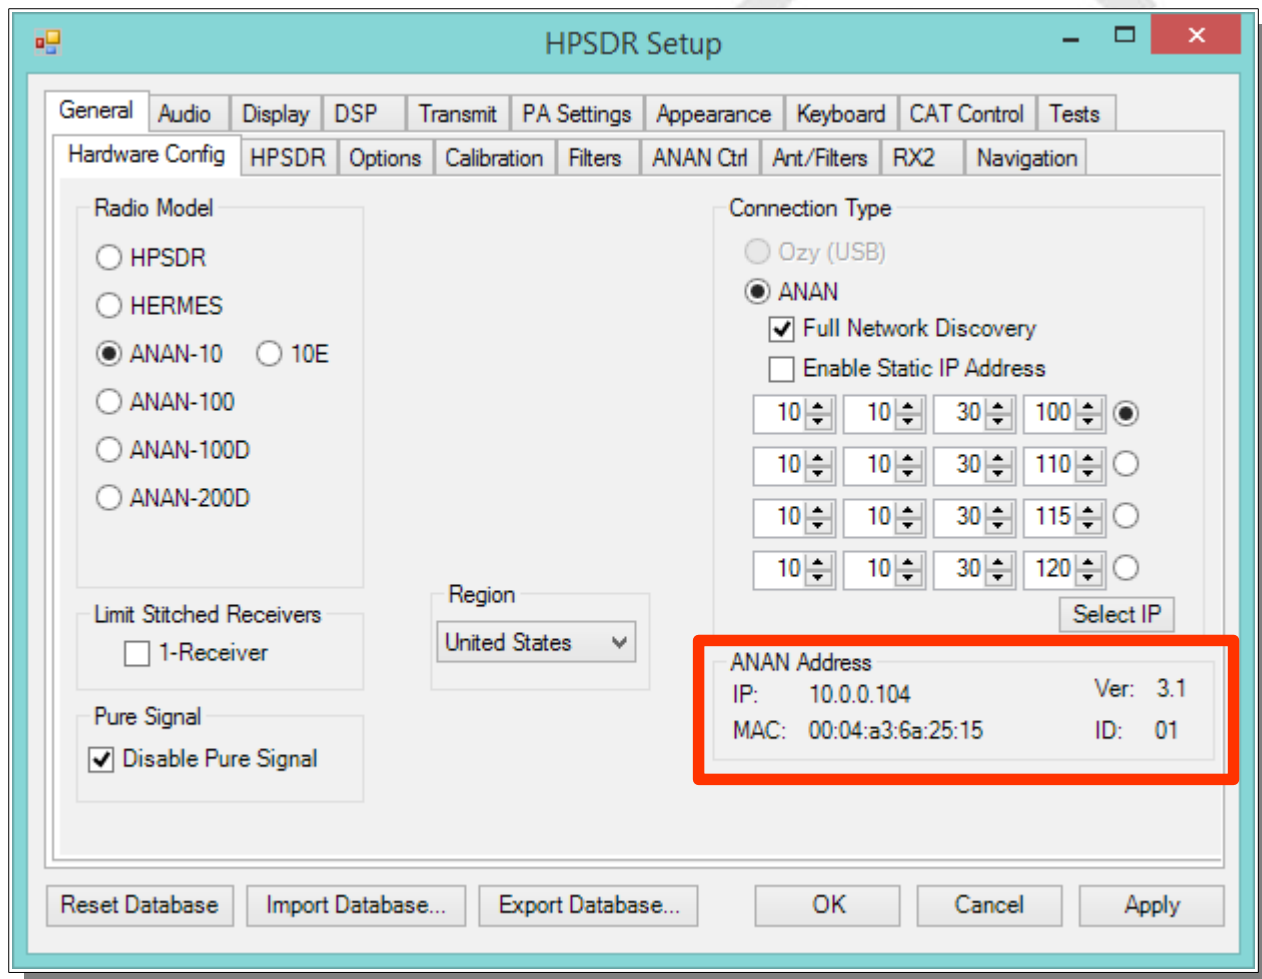 HPSDR Setup
General Audio Display DSP Transmit PA Settings Appearance Keyboard CAT Control Tests
Hardware Config HPSDR Options Calibration Filters ANAN Ctrl Ant/Filters RX2 Navigation
Radio Model
HPSDR
HERMES
ANAN-10 10E
ANAN-100
ANAN-100D
ANAN-200D
Limit Stitched Receivers
1-Receiver
Pure Signal
Disable Pure Signal
Region
United States
Connection Type
Ozy (USB)
ANAN
Full Network Discovery
Enable Static IP Address
10 10 30 100
10 10 30 110
10 10 30 115
10 10 30 120
Select IP
ANAN Address
IP: 10.0.0.104 Ver: 3.1
MAC: 00:04:a3:6a:25:15 ID: 01
Reset Database Import Database... Export Database... OK Cancel Apply